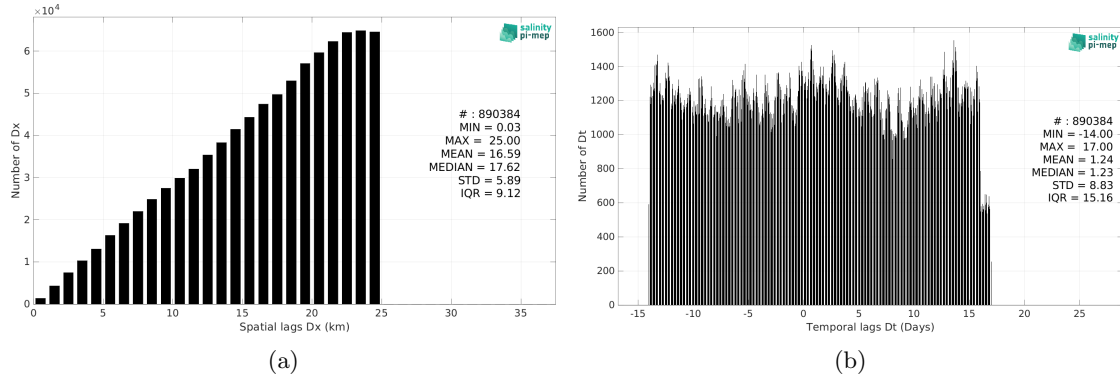 ×10⁴
6
5
4
3
2
1
0
Number of Dx
0 5 10 15 20 25 30 35
Spatial lags Dx (km)
salinity
pi-mep
# : 890384
MIN = 0.03
MAX = 25.00
MEAN = 16.59
MEDIAN = 17.62
STD = 5.89
IQR = 9.12
(a)
1600
1400
1200
1000
800
600
400
200
0
Number of Dt
-15 -10 -5 0 5 10 15 20 25
Temporal lags Dt (Days)
salinity
pi-mep
# : 890384
MIN = -14.00
MAX = 17.00
MEAN = 1.24
MEDIAN = 1.23
STD = 8.83
IQR = 15.16
(b)